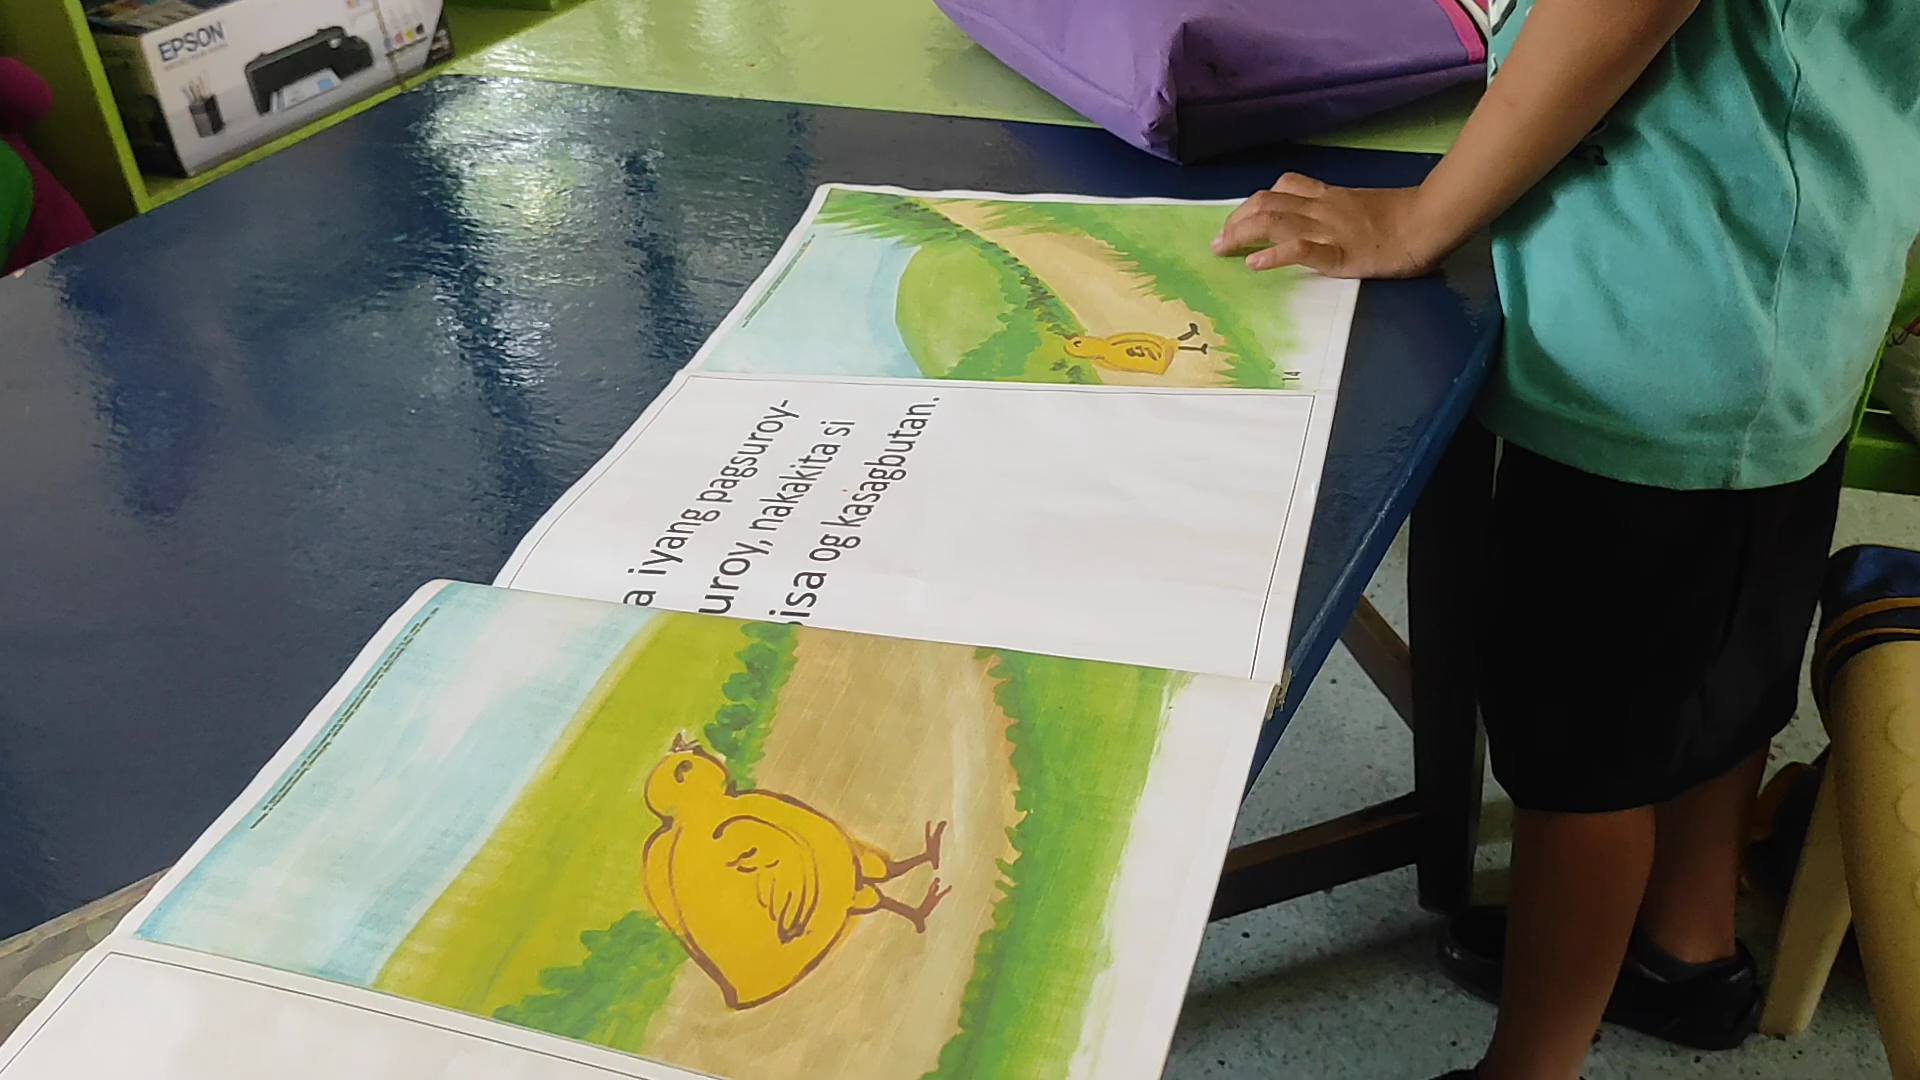 EPSON
14
a iyang pagsuroy-
uroy, nakakita si
isa og kasagbutan.